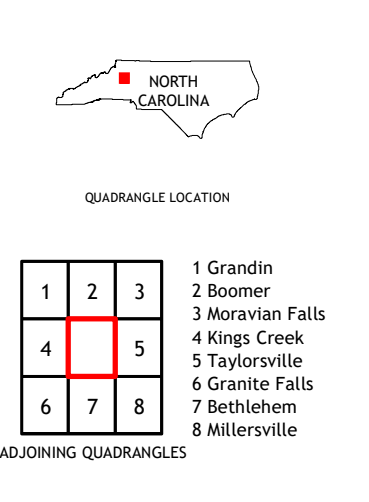 NORTH
CAROLINA
QUADRANGLE LOCATION
1 2 3
4 5
6 7 8
1 Grandin
2 Boomer
3 Moravian Falls
4 Kings Creek
5 Taylorsville
6 Granite Falls
7 Bethlehem
8 Millersville
ADJOINING QUADRANGLES